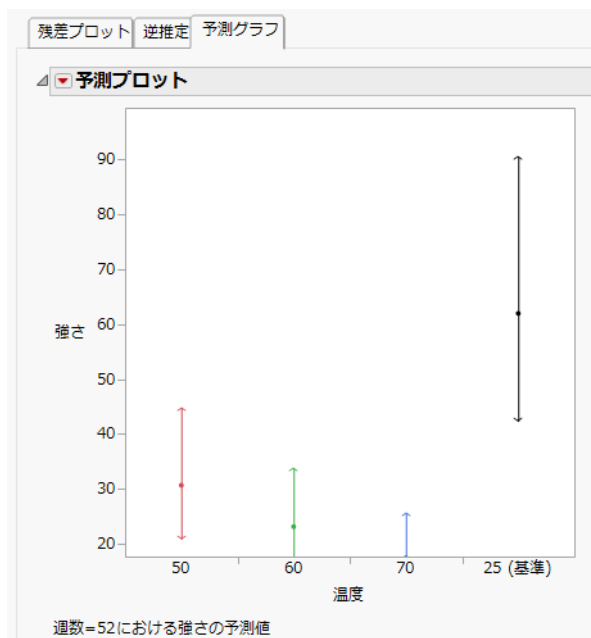 残差プロット 逆推定 予測グラフ
予測プロット
90
80
70
60
強さ
50
40
30
20
50 60 70 25 (基準)
温度
週数=52における強さの予測値